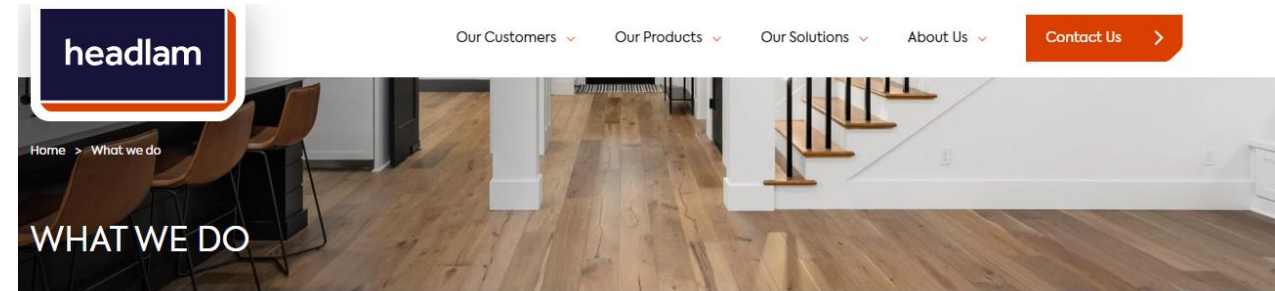 headlam
Our Customers Our Products Our Solutions About Us Contact Us
Home > What we do
WHAT WE DO